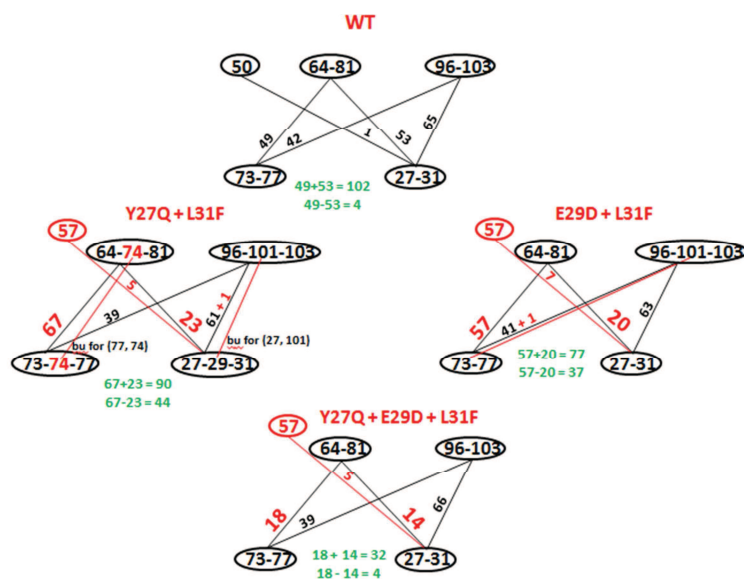 WT
50 64-81 96-103
49 42 1 53 65
73-77 27-31
49+53 = 102
49-53 = 4
Y27Q + L31F
57
64-74-81 96-101-103
67 39 5 23 61 + 1
bu for (77, 74) bu for (27, 101)
73-74-77 27-29-31
67+23 = 90
67-23 = 44
E29D + L31F
57
64-81 96-101-103
57 41 + 1 7 20 63
73-77 27-31
57+20 = 77
57-20 = 37
Y27Q + E29D + L31F
57
64-81 96-103
18 39 5 14 66
73-77 27-31
18 + 14 = 32
18 - 14 = 4